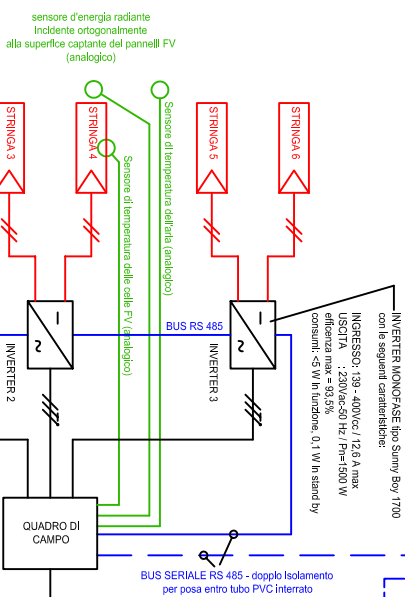 sensore d'energia radiante
Incidente ortogonalmente
alla superfice captante dei pannelli FV
(analogico)
STRINGA 3
STRINGA 4
STRINGA 5
STRINGA 6
Sensore di temperatura dell'aria (analogico)
Sensore di temperatura delle celle FV (analogico)
BUS RS 485
INVERTER 2
INVERTER 3
INVERTER MONOFASE tipo Sunny Boy 1700
con le seguenti caratteristiche:
INGRESSO: 139 - 400Vcc / 12,6 A max
USCITA : 230Vac-50 Hz / Pn=1500 W
efficenza max = 93,5%
consumi: <5 W in funzione, 0,1 W in stand by
QUADRO DI
CAMPO
BUS SERIALE RS 485 - doppio isolamento
per posa entro tubo PVC interrato